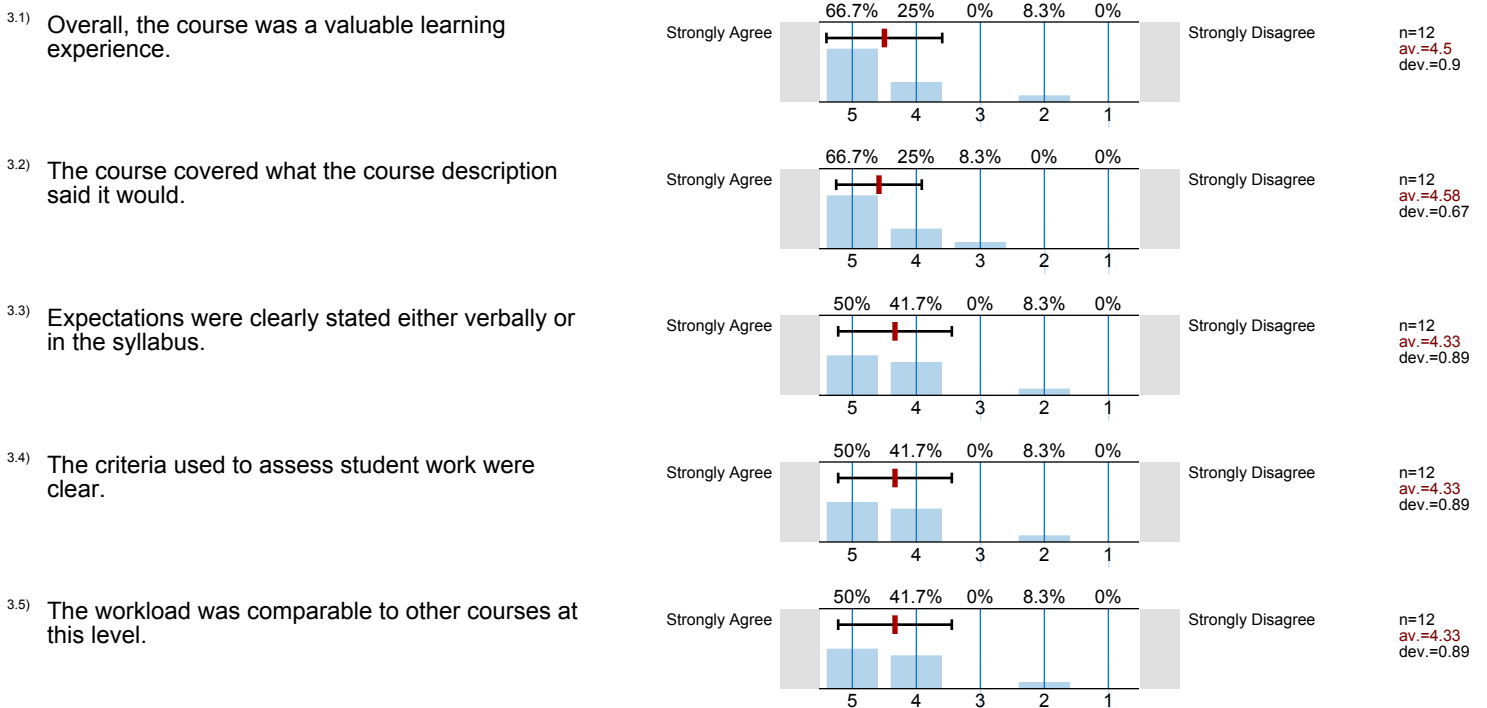 3.1) Overall, the course was a valuable learning
experience.
66.7% 25% 0% 8.3% 0%
Strongly Agree
Strongly Disagree
n=12
av.=4.5
dev.=0.9
5 4 3 2 1
3.2) The course covered what the course description
said it would.
66.7% 25% 8.3% 0% 0%
Strongly Agree
Strongly Disagree
n=12
av.=4.58
dev.=0.67
5 4 3 2 1
3.3) Expectations were clearly stated either verbally or
in the syllabus.
50% 41.7% 0% 8.3% 0%
Strongly Agree
Strongly Disagree
n=12
av.=4.33
dev.=0.89
5 4 3 2 1
3.4) The criteria used to assess student work were
clear.
50% 41.7% 0% 8.3% 0%
Strongly Agree
Strongly Disagree
n=12
av.=4.33
dev.=0.89
5 4 3 2 1
3.5) The workload was comparable to other courses at
this level.
50% 41.7% 0% 8.3% 0%
Strongly Agree
Strongly Disagree
n=12
av.=4.33
dev.=0.89
5 4 3 2 1